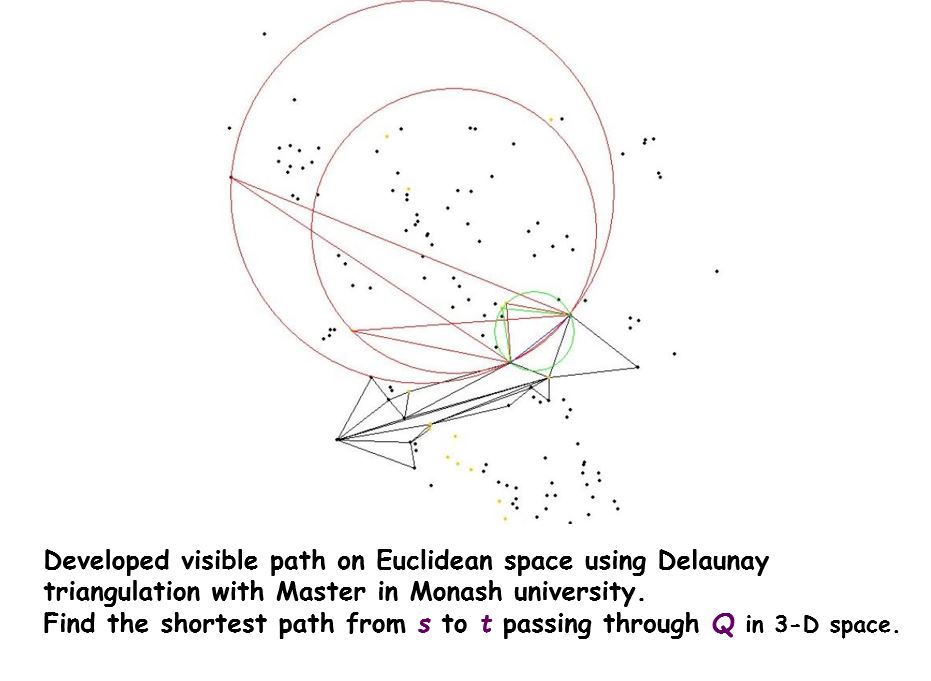 Developed visible path on Euclidean space using Delaunay
triangulation with Master in Monash university.
Find the shortest path from s to t passing through Q in 3-D space.